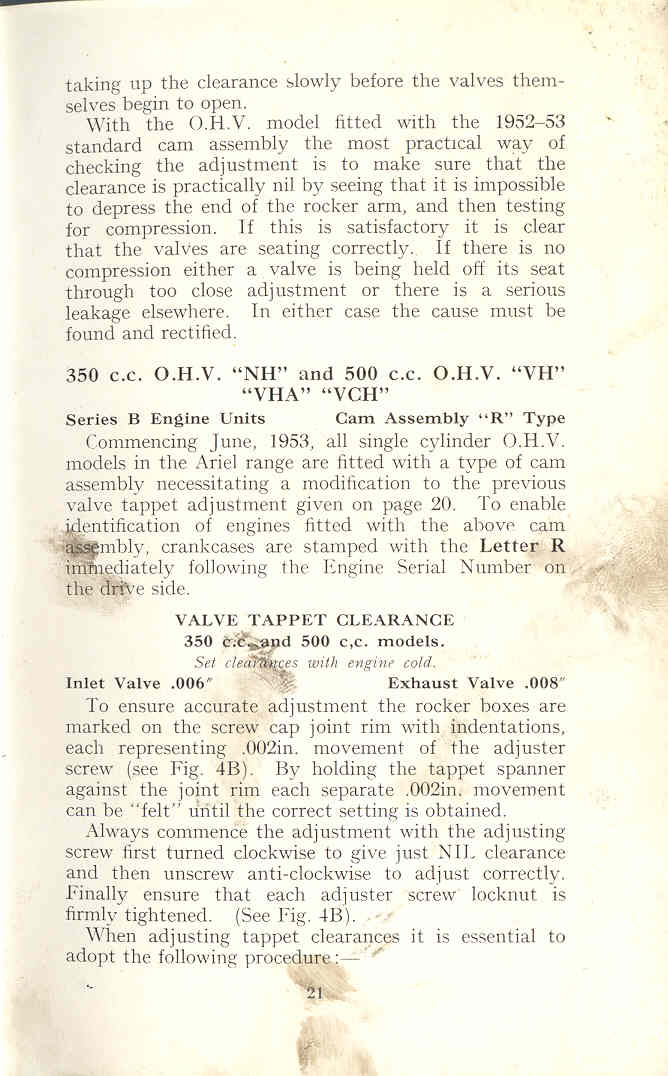 taking up the clearance slowly before the valves them-
selves begin to open.
With the O.H.V. model fitted with the 1952–53
standard cam assembly the most practical way of
checking the adjustment is to make sure that the
clearance is practically nil by seeing that it is impossible
to depress the end of the rocker arm, and then testing
for compression. If this is satisfactory it is clear
that the valves are seating correctly. If there is no
compression either a valve is being held off its seat
through too close adjustment or there is a serious
leakage elsewhere. In either case the cause must be
found and rectified.
350 c.c. O.H.V. “NH” and 500 c.c. O.H.V. “VH”
“VHA” “VCH”
Series B Engine Units Cam Assembly “R” Type
Commencing June, 1953, all single cylinder O.H.V.
models in the Ariel range are fitted with a type of cam
assembly necessitating a modification to the previous
valve tappet adjustment given on page 20. To enable
identification of engines fitted with the above cam
assembly, crankcases are stamped with the Letter R
immediately following the Engine Serial Number on
the drive side.
VALVE TAPPET CLEARANCE
350 c.c. and 500 c,c. models.
Set clearances with engine cold.
Inlet Valve .006″ Exhaust Valve .008″
To ensure accurate adjustment the rocker boxes are
marked on the screw cap joint rim with indentations,
each representing .002in. movement of the adjuster
screw (see Fig. 4B). By holding the tappet spanner
against the joint rim each separate .002in. movement
can be “felt” until the correct setting is obtained.
Always commence the adjustment with the adjusting
screw first turned clockwise to give just NIL clearance
and then unscrew anti-clockwise to adjust correctly.
Finally ensure that each adjuster screw locknut is
firmly tightened. (See Fig. 4B).
When adjusting tappet clearances it is essential to
adopt the following procedure:—
21